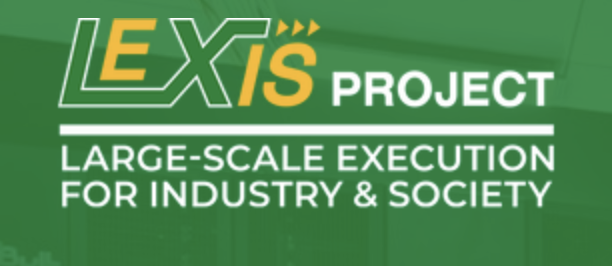 LEXIS PROJECT
LARGE-SCALE EXECUTION
FOR INDUSTRY & SOCIETY